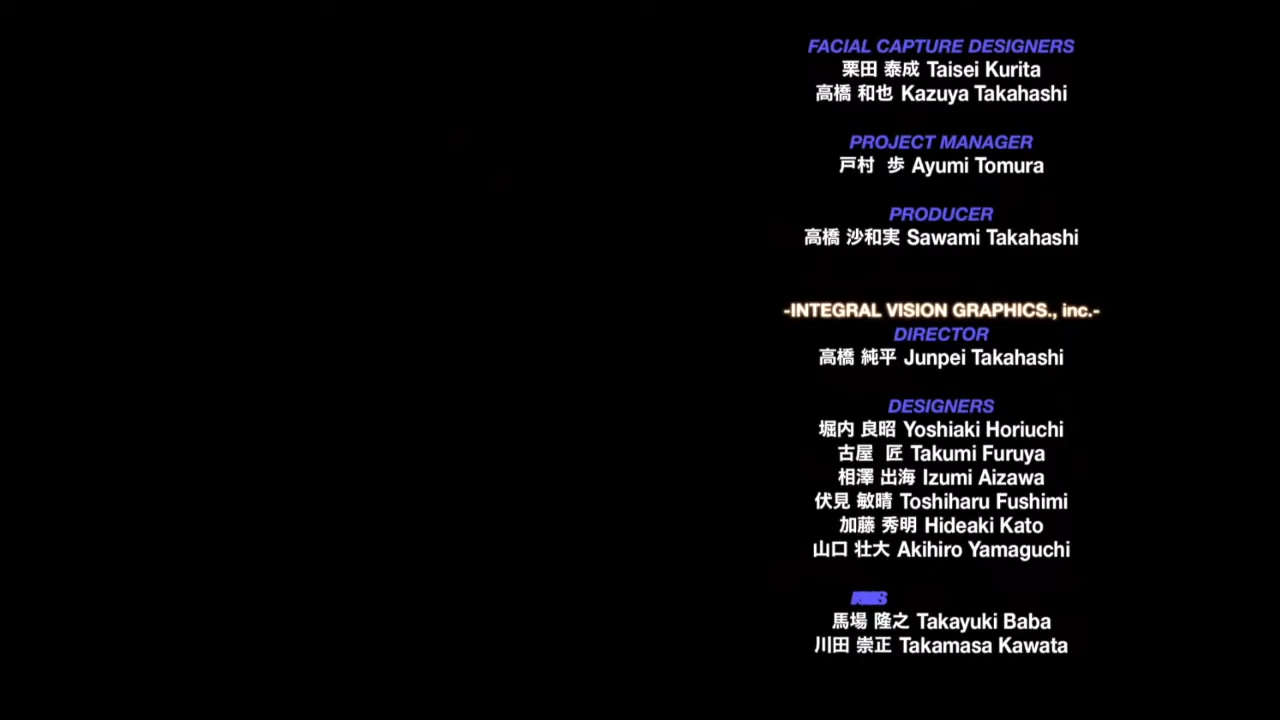 FACIAL CAPTURE DESIGNERS
栗田 泰成 Taisei Kurita
高橋 和也 Kazuya Takahashi
PROJECT MANAGER
戸村 歩 Ayumi Tomura
PRODUCER
高橋 沙和実 Sawami Takahashi
-INTEGRAL VISION GRAPHICS., inc.-
DIRECTOR
高橋 純平 Junpei Takahashi
DESIGNERS
堀内 良昭 Yoshiaki Horiuchi
古屋 匠 Takumi Furuya
相澤 出海 Izumi Aizawa
伏見 敏晴 Toshiharu Fushimi
加藤 秀明 Hideaki Kato
山口 壮大 Akihiro Yamaguchi
馬場 隆之 Takayuki Baba
川田 崇正 Takamasa Kawata